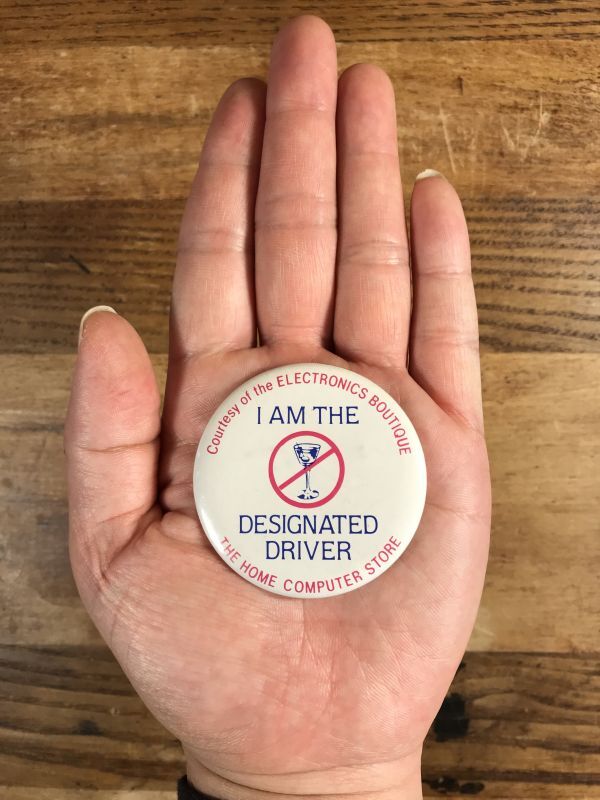 Courtesy of the ELECTRONICS BOUTIQUE
I AM THE
DESIGNATED
DRIVER
THE HOME COMPUTER STORE